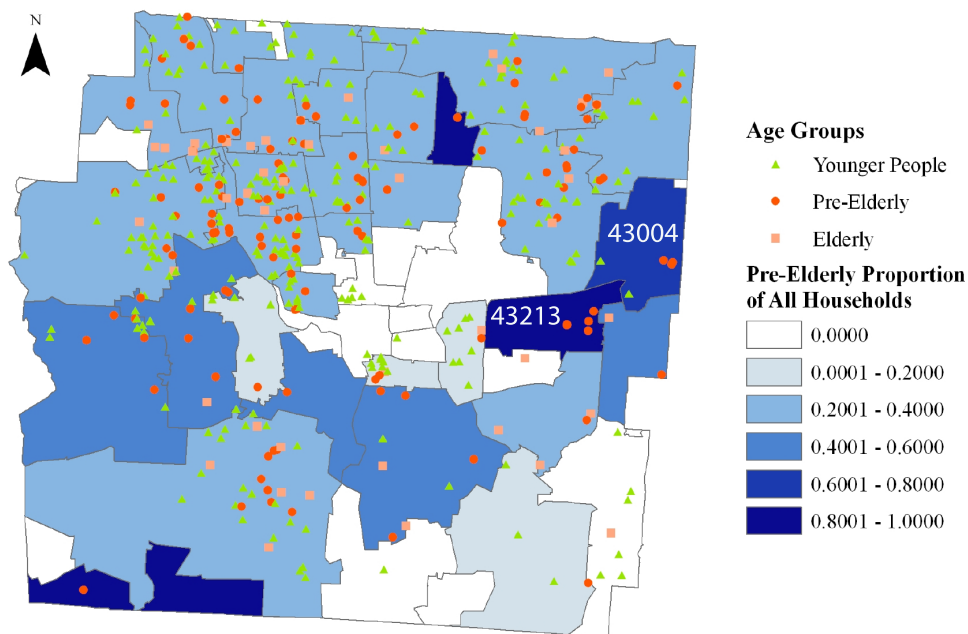 N
43004
43213
Age Groups
Younger People
Pre-Elderly
Elderly
Pre-Elderly Proportion
of All Households
0.0000
0.0001 - 0.2000
0.2001 - 0.4000
0.4001 - 0.6000
0.6001 - 0.8000
0.8001 - 1.0000